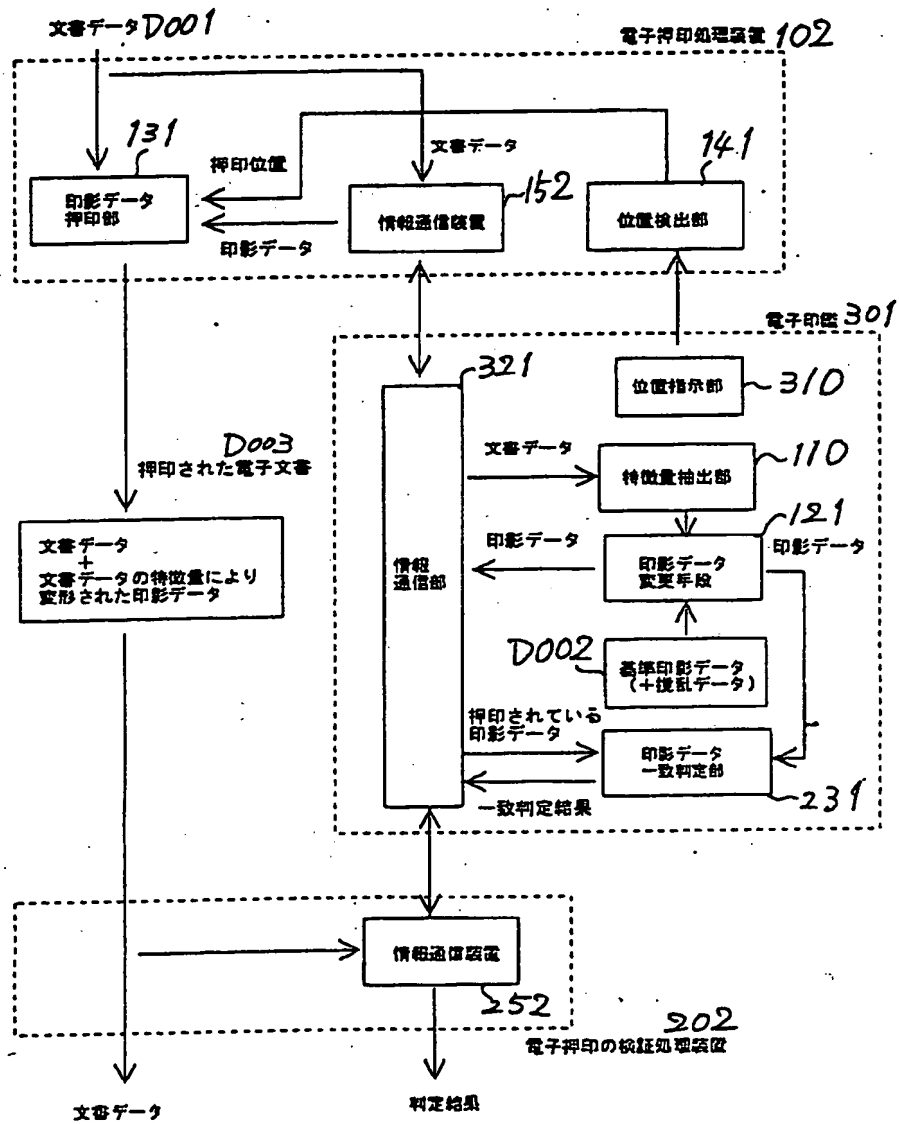 文書データ D001
電子押印処理装置 102
131
押印位置
文書データ
141
印影データ
押印部
情報通信装置
152
位置検出部
印影データ
電子印鑑 301
321
位置指示部
310
D003
押印された電子文書
文書データ
特徴量抽出部
110
121
文書データ
+
文書データの特徴量により
変形された印影データ
情報
通信部
印影データ
印影データ
変更手段
印影データ
D002
基準印影データ
(+撹乱データ)
押印されている
印影データ
印影データ
一致判定部
一致判定結果
231
情報通信装置
252
202
電子押印の検証処理装置
文書データ
判定結果